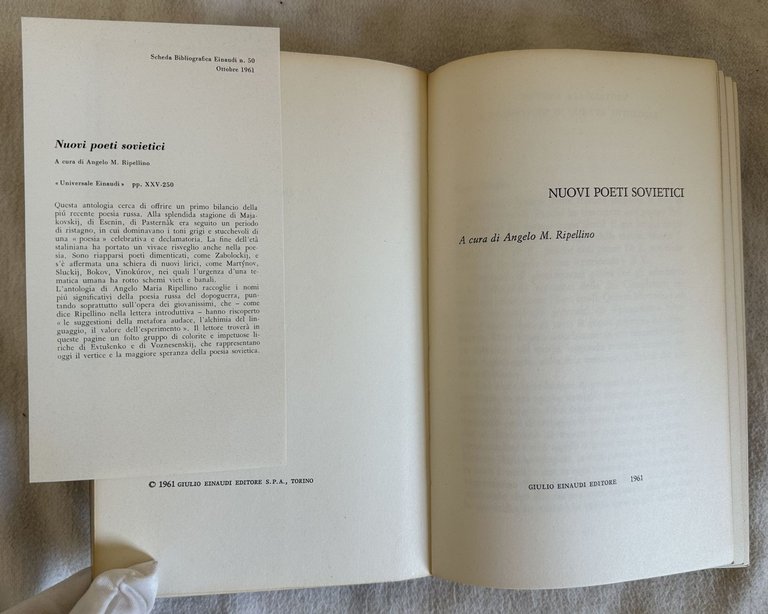 Scheda Bibliografica Einaudi n. 50
Ottobre 1961
Nuovi poeti sovietici
A cura di Angelo M. Ripellino
« Universale Einaudi » pp. XXV-250
Questa antologia cerca di offrire un primo bilancio della
piú recente poesia russa. Alla splendida stagione di Maja-
kovskij, di Esenin, di Pasternàk era seguito un periodo
di ristagno, in cui dominavano i toni grigi e stucchevoli di
una « poesia » celebrativa e declamatoria. La fine dell'età
staliniana ha portato un vivace risveglio anche nella poe-
sia. Sono riapparsi poeti dimenticati, come Zabolockij, e
s'è affermata una schiera di nuovi lirici, come Martýnov,
Sluckij, Bokov, Vinokúrov, nei quali l'urgenza d'una te-
matica umana ha rotto schemi vieti e banali.
L'antologia di Angelo Maria Ripellino raccoglie i nomi
piú significativi della poesia russa del dopoguerra, pun-
tando soprattutto sull'opera dei giovanissimi, che – come
dice Ripellino nella lettera introduttiva – hanno riscoperto
« le suggestioni della metafora audace, l'alchimia del lin-
guaggio, il valore dell'esperimento ». Il lettore troverà in
queste pagine un folto gruppo di colorite e impetuose li-
riche di Evtušenko e di Voznesenskij, che rappresentano
oggi il vertice e la maggiore speranza della poesia sovietica.
© 1961 GIULIO EINAUDI EDITORE S.P.A., TORINO
NUOVI POETI SOVIETICI
A cura di Angelo M. Ripellino
GIULIO EINAUDI EDITORE 1961